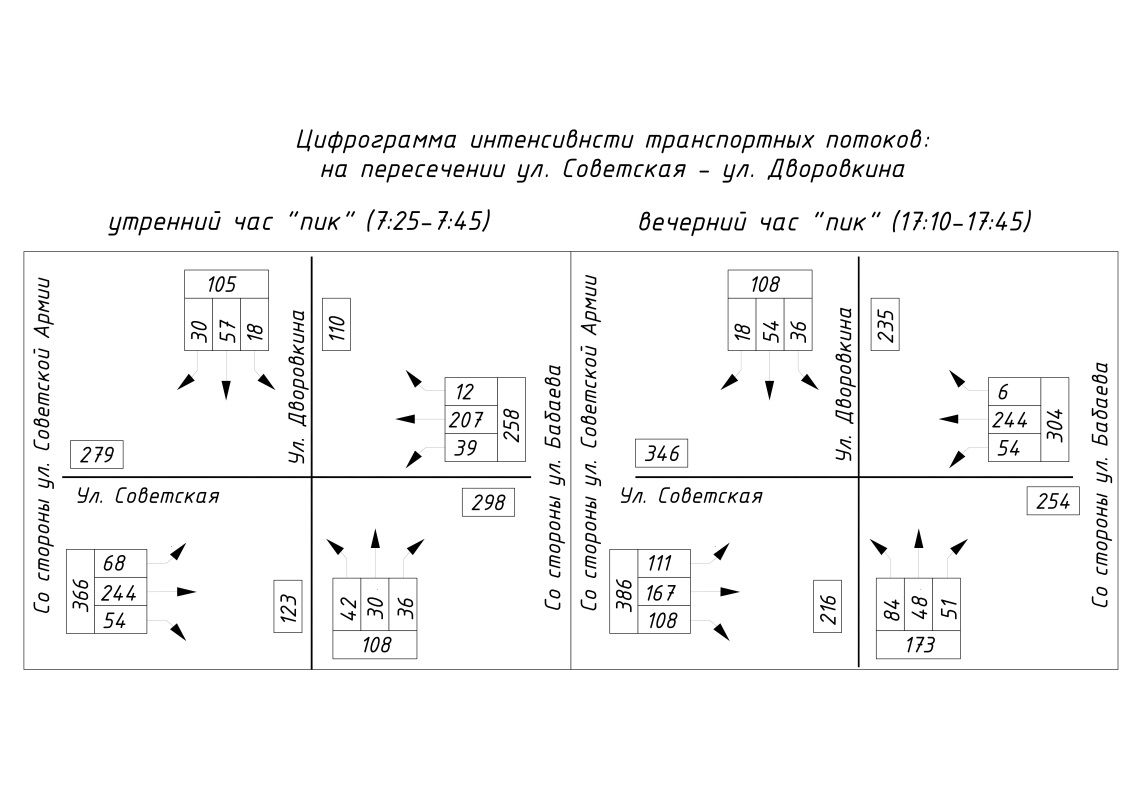 Цифрограмма интенсивнсти транспортных потоков:
на пересечении ул. Советская – ул. Дворовкина
утренний час "пик" (7:25–7:45)
Со стороны ул. Советской Армии
105
30 57 18
Ул. Дворовкина
110
12
207
39
258
Со стороны ул. Бабаева
279
Ул. Советская
298
366
68
244
54
123
42 30 36
108
вечерний час "пик" (17:10–17:45)
Со стороны ул. Советской Армии
108
18 54 36
Ул. Дворовкина
235
6
244
54
304
Со стороны ул. Бабаева
346
Ул. Советская
254
386
111
167
108
216
84 48 51
173